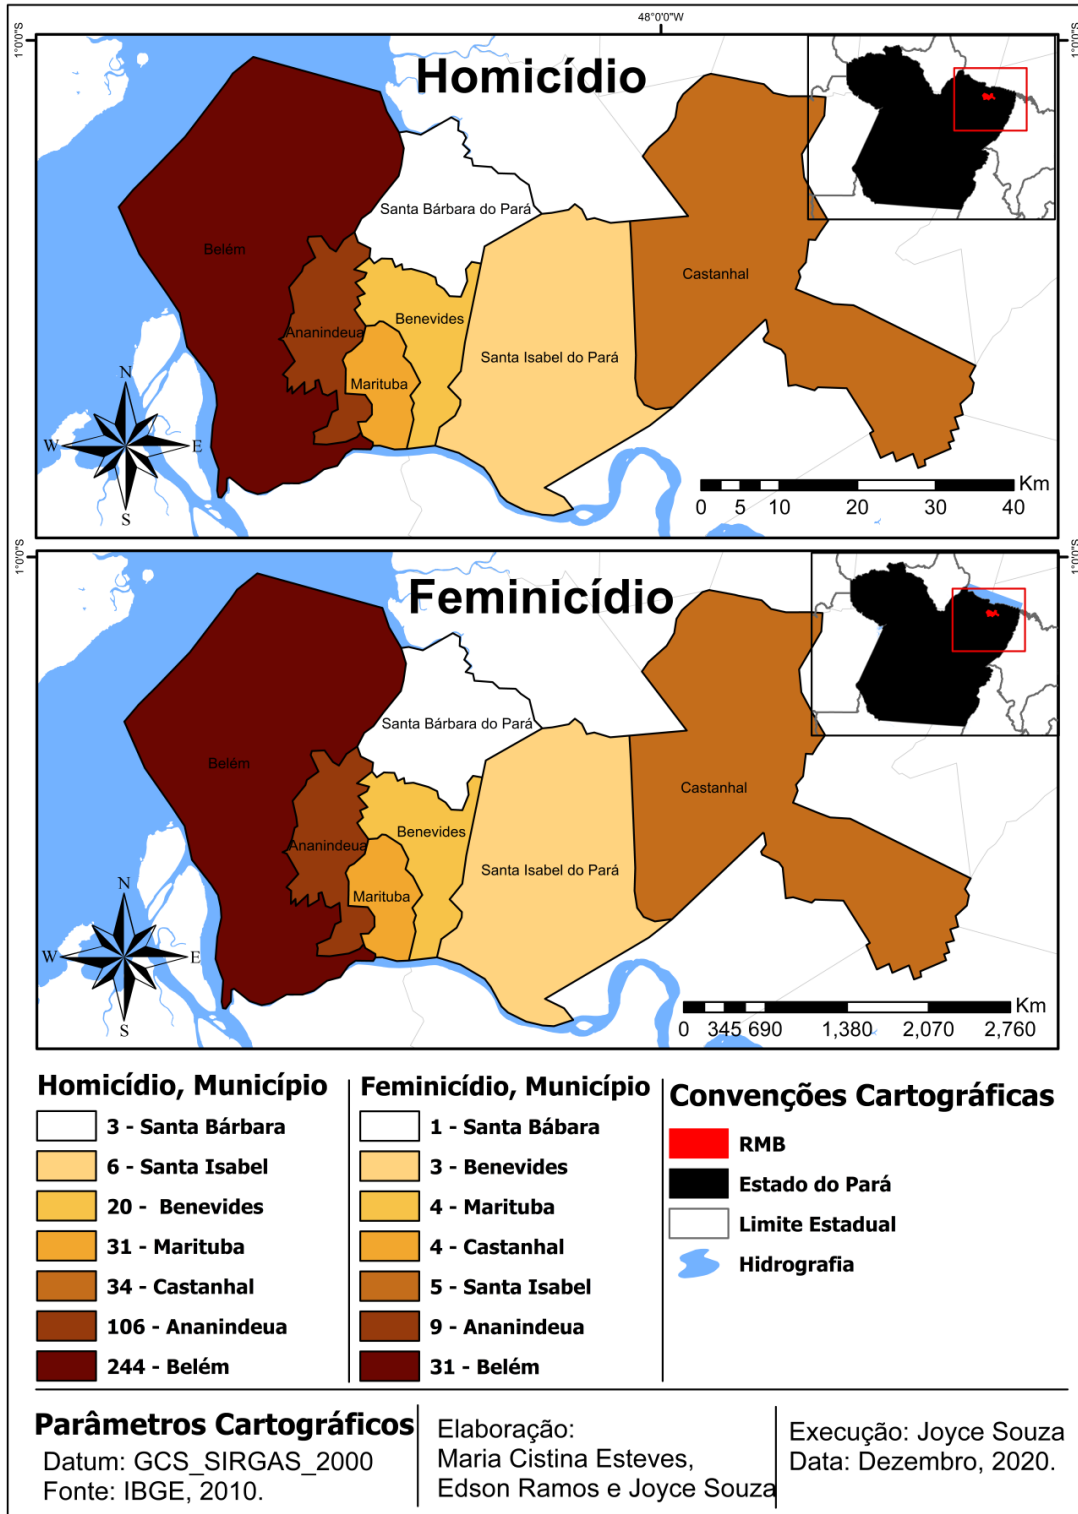 48°0'0"W
1°0'0"S
1°0'0"S
Homicídio
Santa Bárbara do Pará
Belém
Castanhal
Benevides
Ananindeua
Santa Isabel do Pará
Marituba
N
W
E
S
Km
0 5 10 20 30 40
1°0'0"S
1°0'0"S
Feminicídio
Santa Bárbara do Pará
Belém
Castanhal
Benevides
Ananindeua
Santa Isabel do Pará
Marituba
N
W
E
S
Km
0 345 690 1,380 2,070 2,760
Homicídio, Município
3 - Santa Bárbara
6 - Santa Isabel
20 - Benevides
31 - Marituba
34 - Castanhal
106 - Ananindeua
244 - Belém
Feminicídio, Município
1 - Santa Bábara
3 - Benevides
4 - Marituba
4 - Castanhal
5 - Santa Isabel
9 - Ananindeua
31 - Belém
Convenções Cartográficas
RMB
Estado do Pará
Limite Estadual
Hidrografia
Parâmetros Cartográficos
Datum: GCS_SIRGAS_2000
Fonte: IBGE, 2010.
Elaboração:
Maria Cistina Esteves,
Edson Ramos e Joyce Souza
Execução: Joyce Souza
Data: Dezembro, 2020.